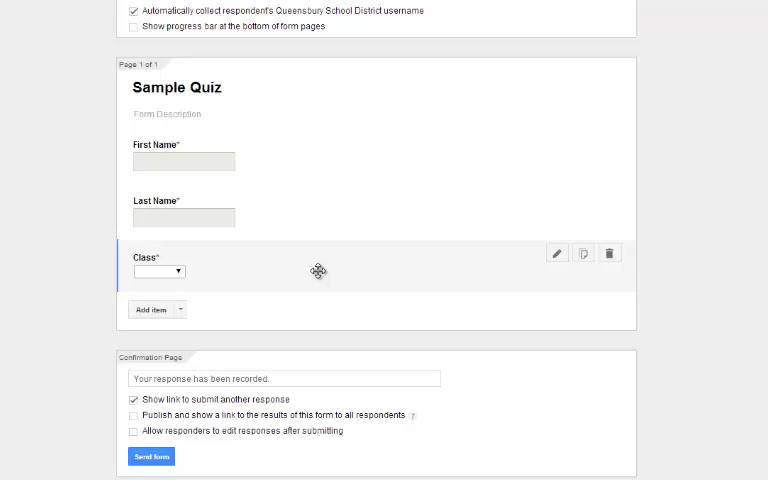 Automatically collect respondent's Queensbury School District username
Show progress bar at the bottom of form pages
Page 1 of 1
Sample Quiz
Form Description
First Name*
Last Name*
Class*
Add item
Confirmation Page
Your response has been recorded.
Show link to submit another response
Publish and show a link to the results of this form to all respondents ?
Allow responders to edit responses after submitting
Send form